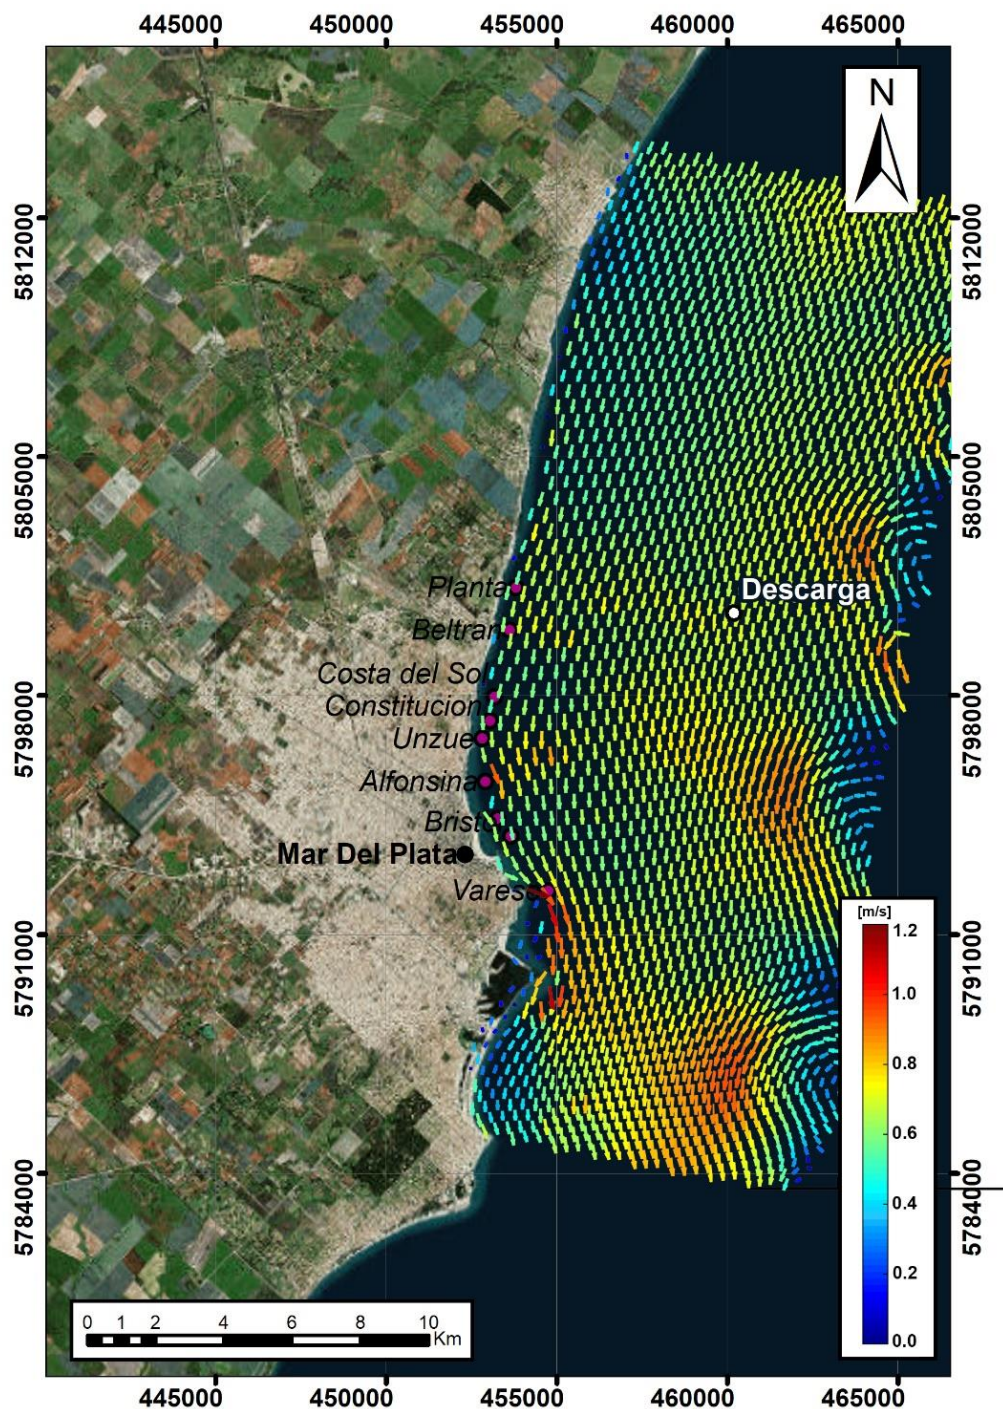 445000 450000 455000 460000 465000
N
5812000
5812000
5805000
5805000
Descarga
Planta
Beltran
Costa del Sol
5798000
5798000
Constitucion
Unzue
Alfonsina
Bristol
Mar Del Plata
Varese
[m/s]
1.2
5791000
5791000
1.0
0.8
0.6
5784000
5784000
0.4
0.2
0.0
0 1 2 4 6 8 10
Km
445000 450000 455000 460000 465000